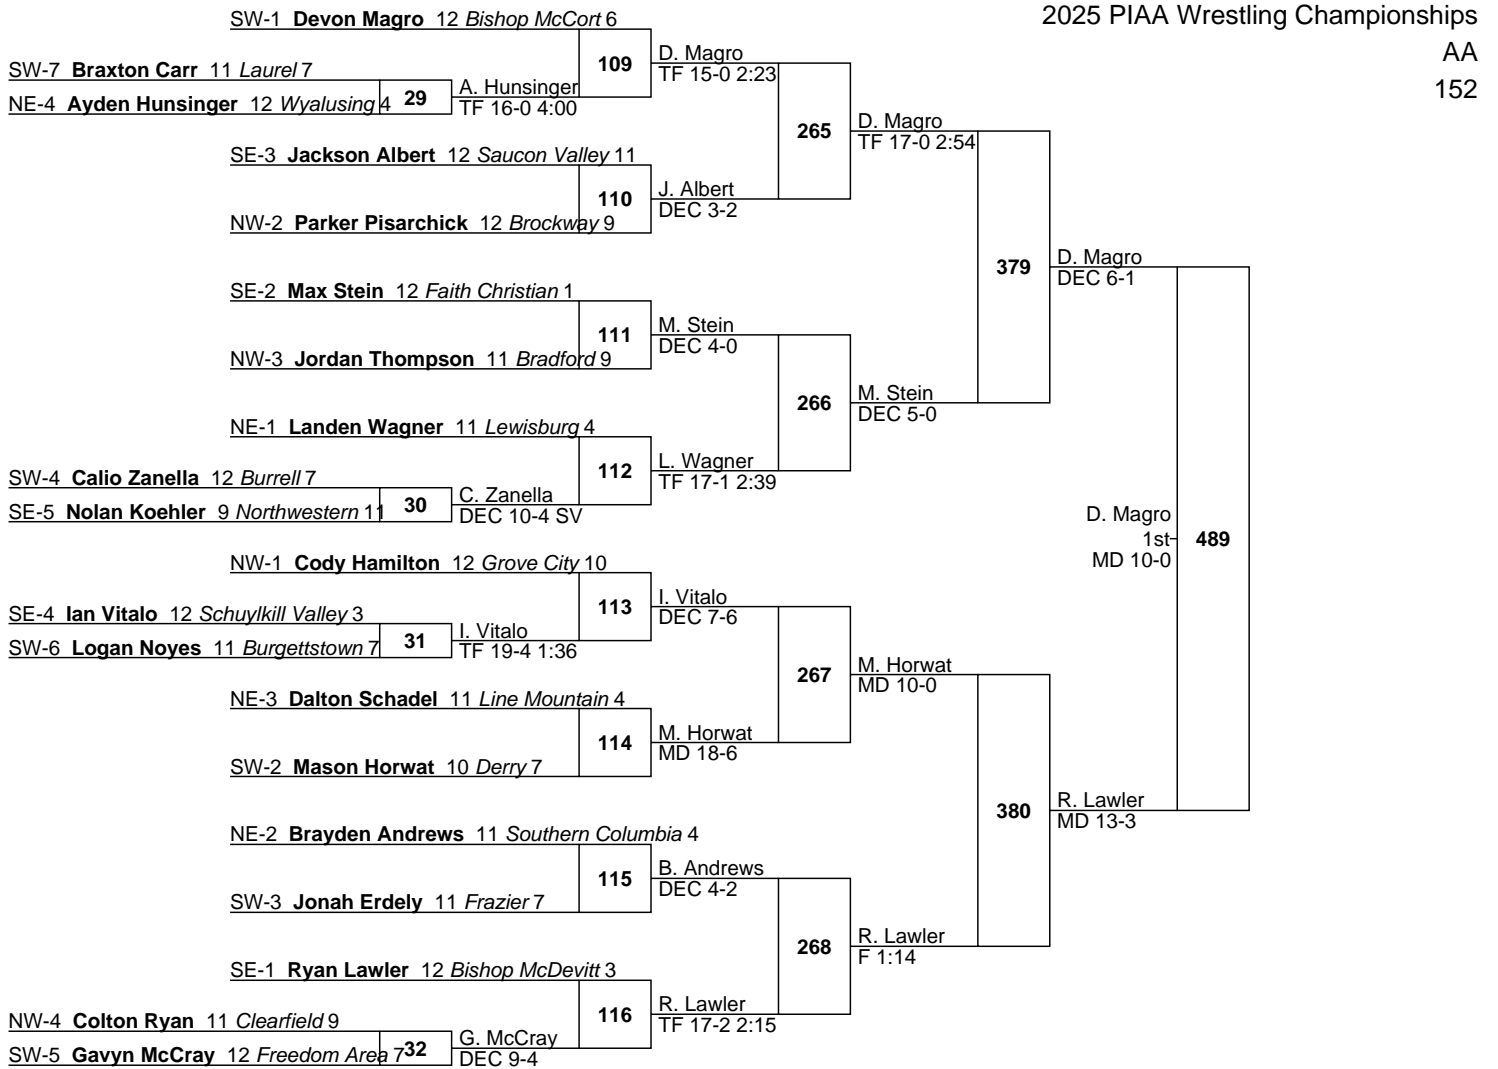 2025 PIAA Wrestling Championships
AA
152
SW-1 Devon Magro 12 Bishop McCort 6
SW-7 Braxton Carr 11 Laurel 7
NE-4 Ayden Hunsinger 12 Wyalusing 4
29
A. Hunsinger
TF 16-0 4:00
109
D. Magro
TF 15-0 2:23
SE-3 Jackson Albert 12 Saucon Valley 11
NW-2 Parker Pisarchick 12 Brockway 9
110
J. Albert
DEC 3-2
265
D. Magro
TF 17-0 2:54
SE-2 Max Stein 12 Faith Christian 1
NW-3 Jordan Thompson 11 Bradford 9
111
M. Stein
DEC 4-0
NE-1 Landen Wagner 11 Lewisburg 4
SW-4 Calio Zanella 12 Burrell 7
SE-5 Nolan Koehler 9 Northwestern 11
30
C. Zanella
DEC 10-4 SV
112
L. Wagner
TF 17-1 2:39
266
M. Stein
DEC 5-0
379
D. Magro
DEC 6-1
NW-1 Cody Hamilton 12 Grove City 10
SE-4 Ian Vitalo 12 Schuylkill Valley 3
SW-6 Logan Noyes 11 Burgettstown 7
31
I. Vitalo
TF 19-4 1:36
113
I. Vitalo
DEC 7-6
NE-3 Dalton Schadel 11 Line Mountain 4
SW-2 Mason Horwat 10 Derry 7
114
M. Horwat
MD 18-6
267
M. Horwat
MD 10-0
NE-2 Brayden Andrews 11 Southern Columbia 4
SW-3 Jonah Erdely 11 Frazier 7
115
B. Andrews
DEC 4-2
SE-1 Ryan Lawler 12 Bishop McDevitt 3
NW-4 Colton Ryan 11 Clearfield 9
SW-5 Gavyn McCray 12 Freedom Area 7
32
G. McCray
DEC 9-4
116
R. Lawler
TF 17-2 2:15
268
R. Lawler
F 1:14
380
R. Lawler
MD 13-3
D. Magro
1st
MD 10-0
489